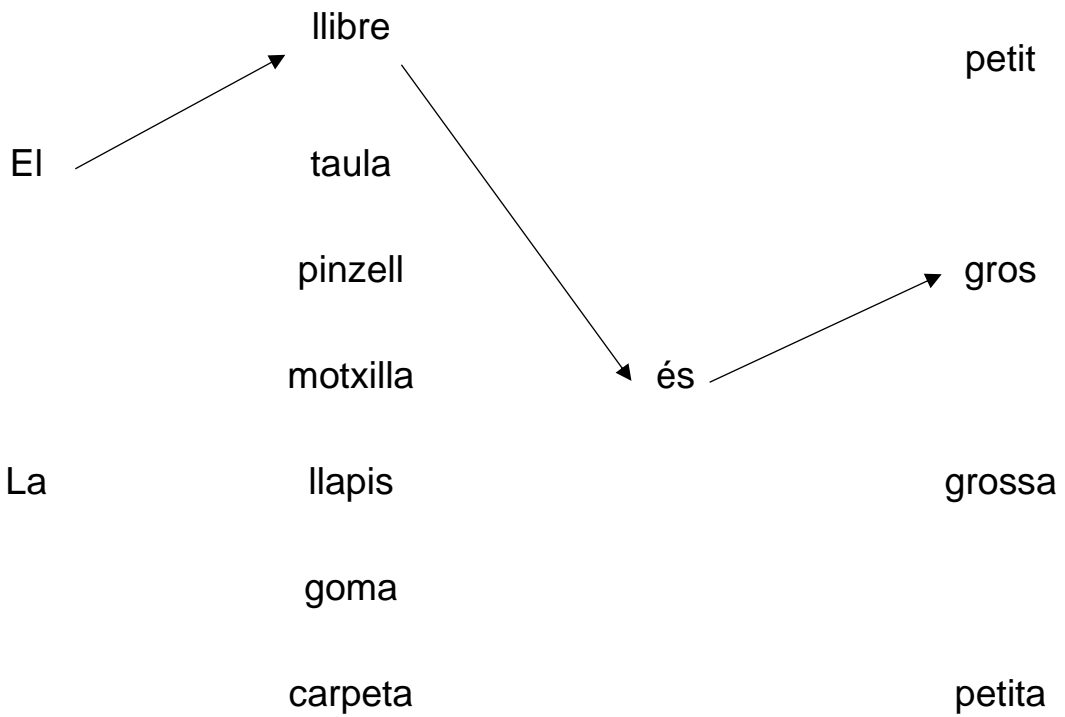 llibre
petit
El
taula
pinzell
gros
motxilla
és
La
llapis
grossa
goma
carpeta
petita